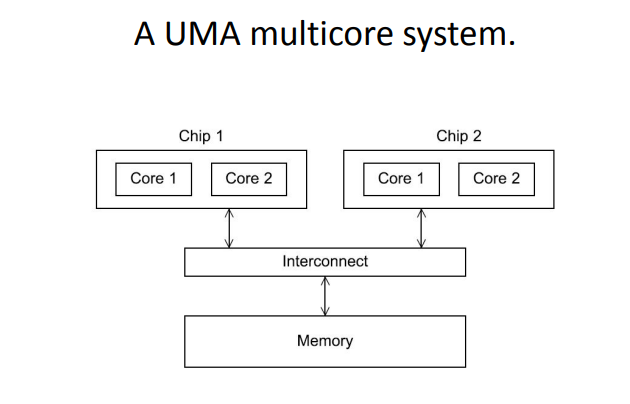 A UMA multicore system.
Chip 1
Chip 2
Core 1
Core 2
Core 1
Core 2
Interconnect
Memory